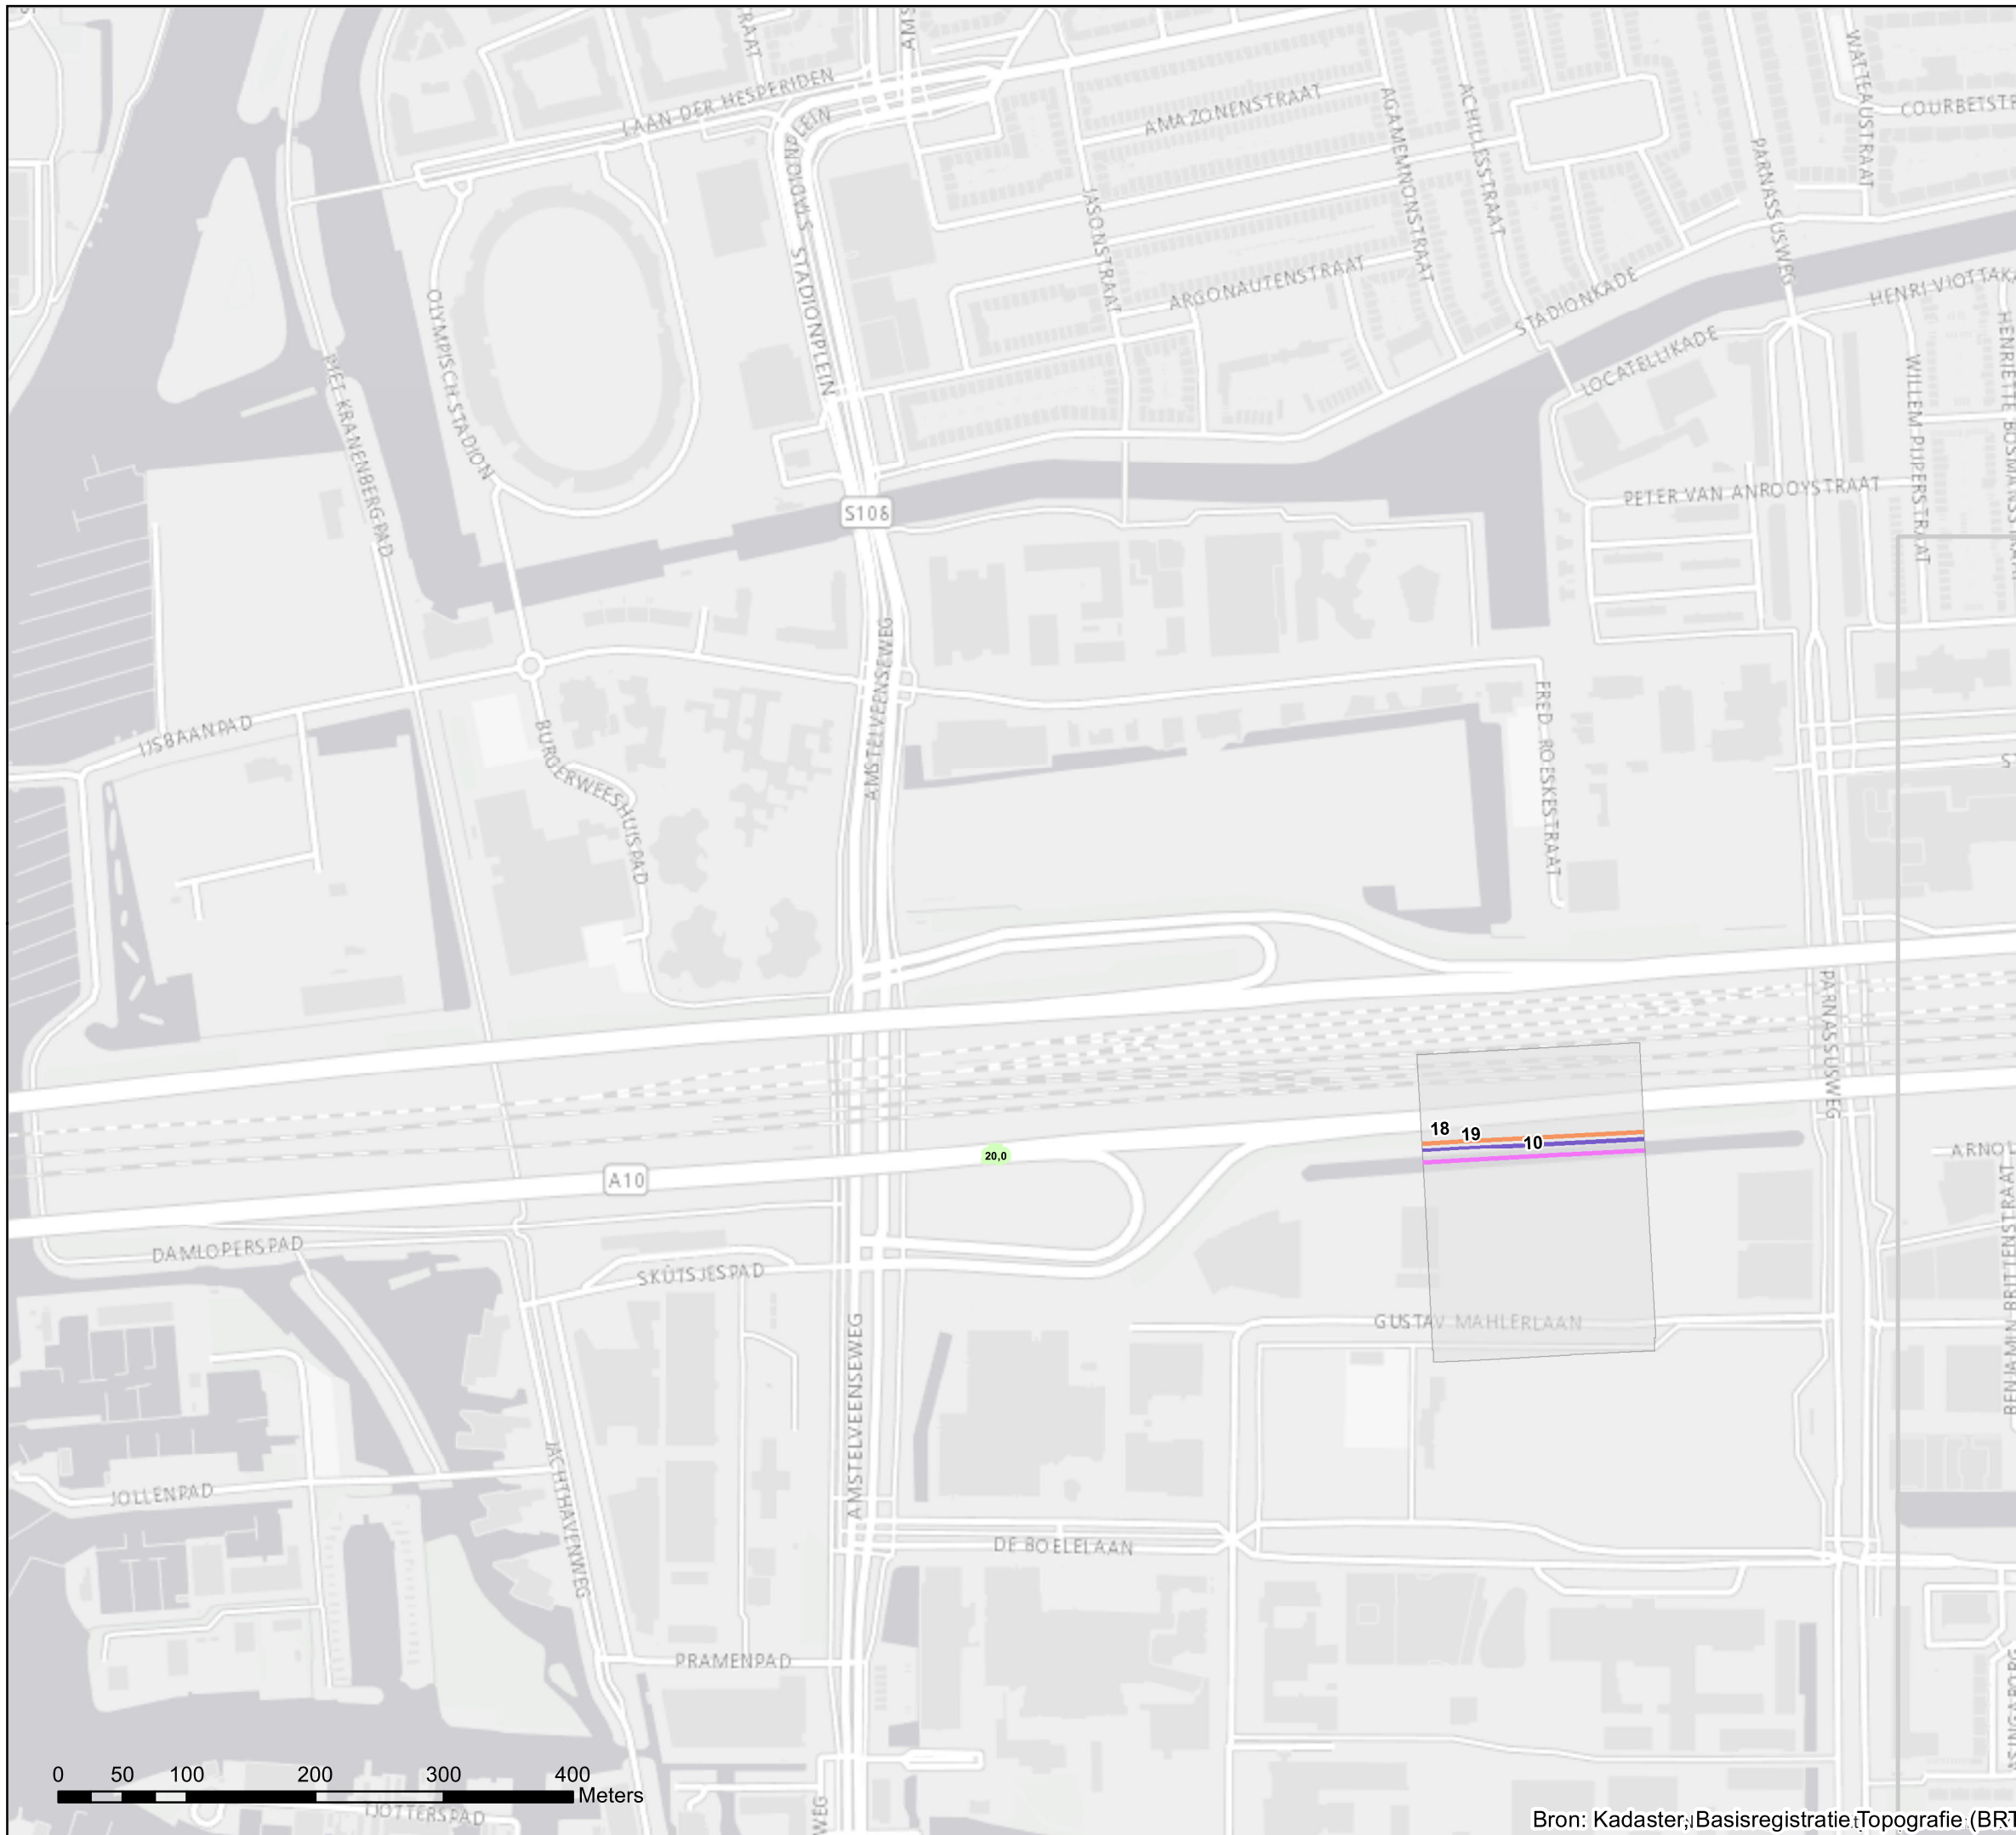 LAAN DER HESPERIDEN
AMAZONENSTRAAT
AGAMEMNONSTRAAT
ACHILLESSTRAAT
PARNASSUSWEG
WATTEAUSTRAAT
STADIONPLEIN
JASONSTRAAT
STADIONPLEIN
ARGONAUTENSTRAAT
STADIONKADE
LOCATELLIKADE
OLYMPISCH STADION
PIET KRANENBERGPAD
WILLEM PIJPERSTRAAT
PETER VAN ANROOYSTRAAT
S108
AMSTELVEENSEWEG
IJSBAANPAD
BURGERWEESHUISPAD
FRED. ROESKESTRAAT
PARNASSUSWEG
18
19
10
20,0
A10
DAMLOPERSPAD
SKÛTSJESPAD
GUSTAV MAHLERLAAN
BENJAMIN BRITTENSTRAAT
AMSTELVEENSEWEG
JOLLENPAD
JACHTHAVENWEG
DE BOELELAAN
PRAMENPAD
0 50 100 200 300 400
Meters
TJOTTERSPAD
Bron: Kadaster, Basisregistratie Topografie (BRT